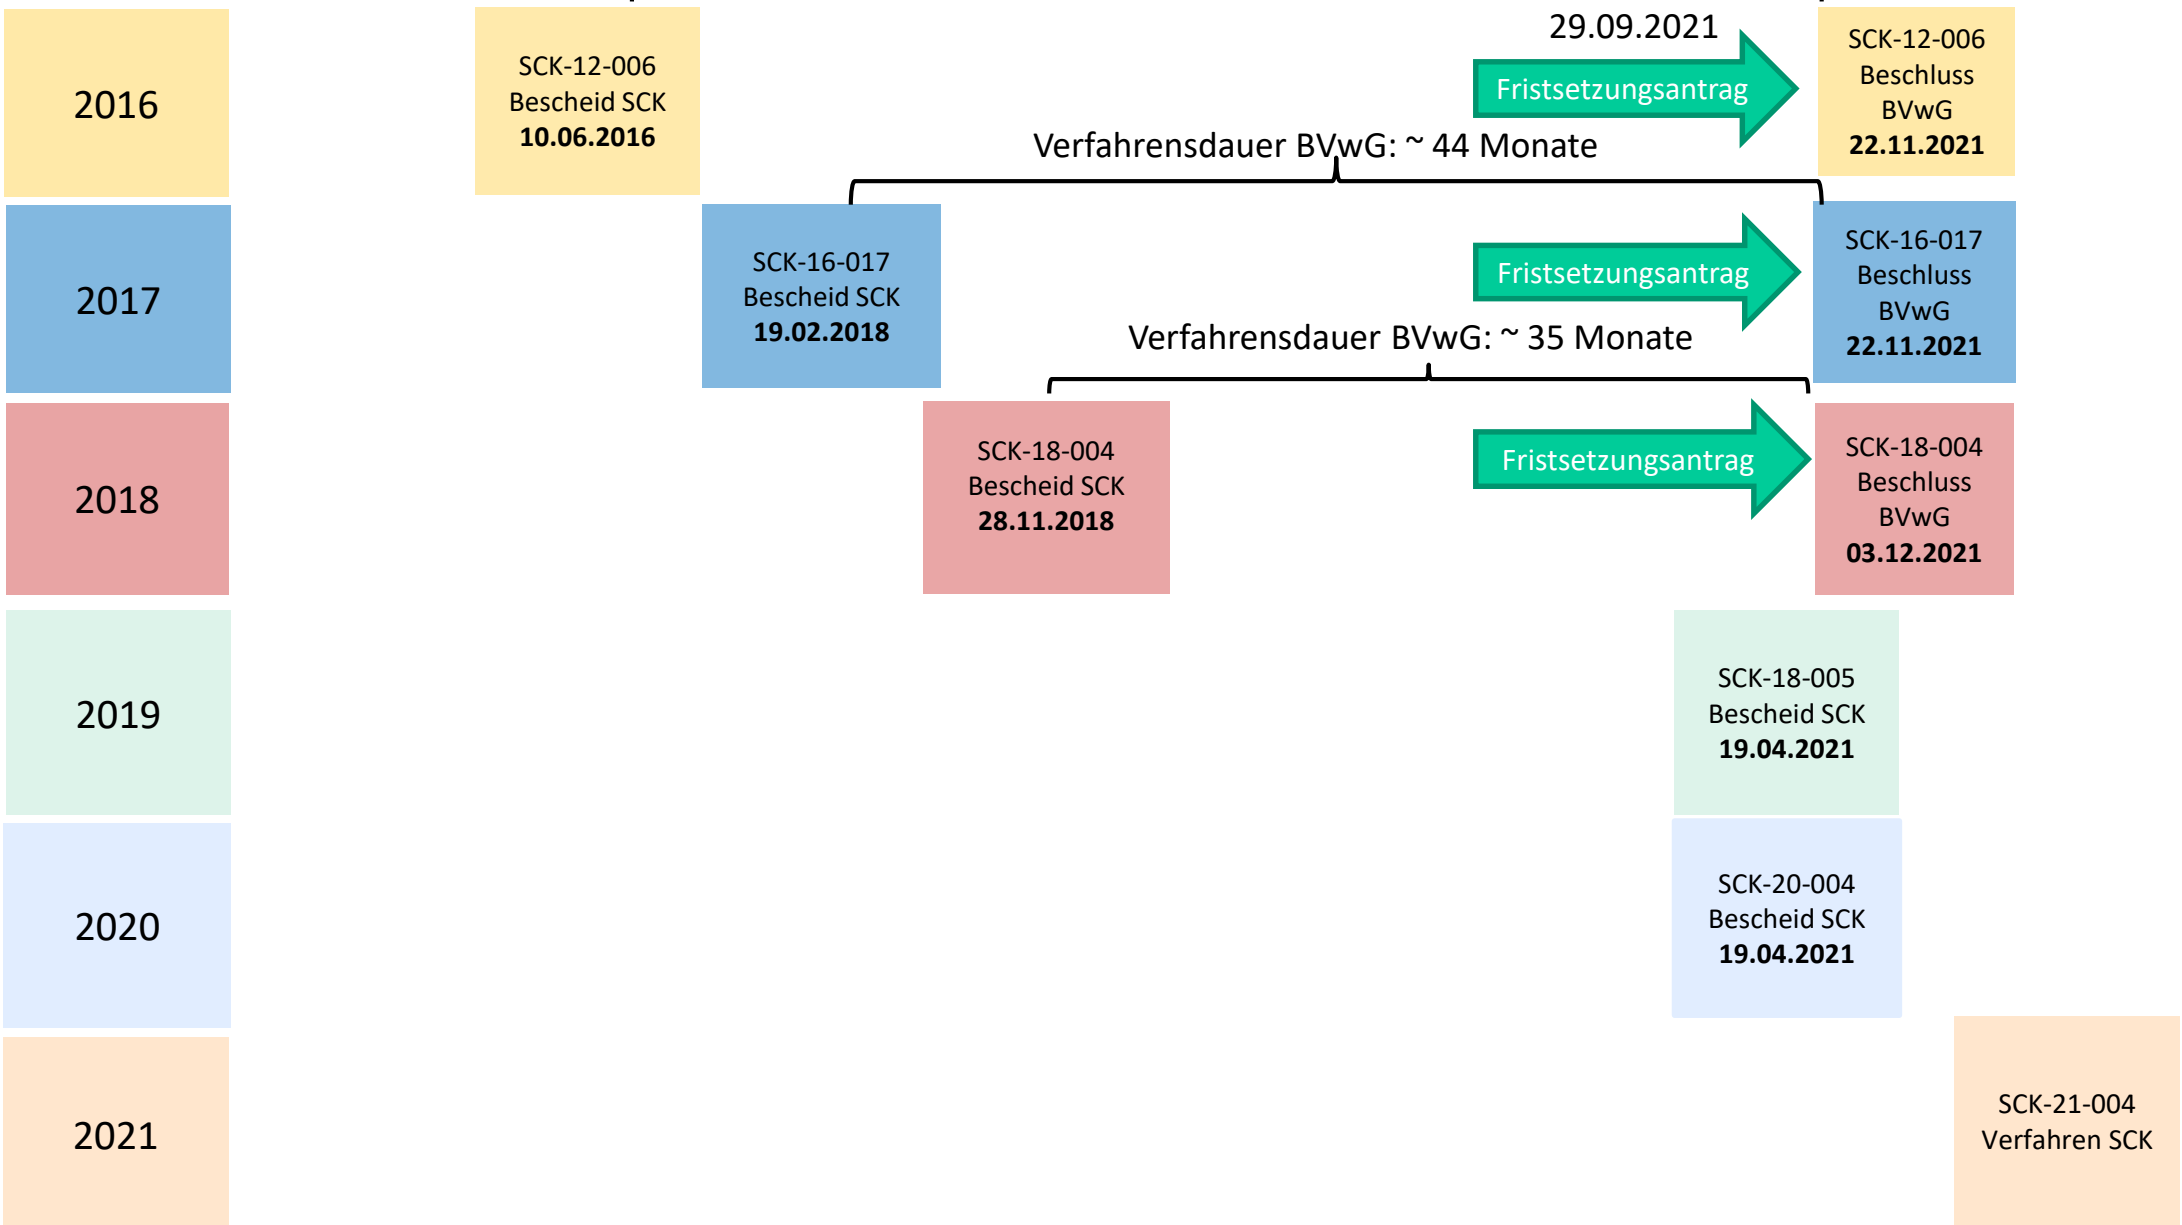 29.09.2021
2016
SCK-12-006
Bescheid SCK
10.06.2016
Fristsetzungsantrag
SCK-12-006
Beschluss
BVwG
22.11.2021
Verfahrensdauer BVwG: ~ 44 Monate
2017
SCK-16-017
Bescheid SCK
19.02.2018
Fristsetzungsantrag
SCK-16-017
Beschluss
BVwG
22.11.2021
Verfahrensdauer BVwG: ~ 35 Monate
2018
SCK-18-004
Bescheid SCK
28.11.2018
Fristsetzungsantrag
SCK-18-004
Beschluss
BVwG
03.12.2021
2019
SCK-18-005
Bescheid SCK
19.04.2021
2020
SCK-20-004
Bescheid SCK
19.04.2021
2021
SCK-21-004
Verfahren SCK